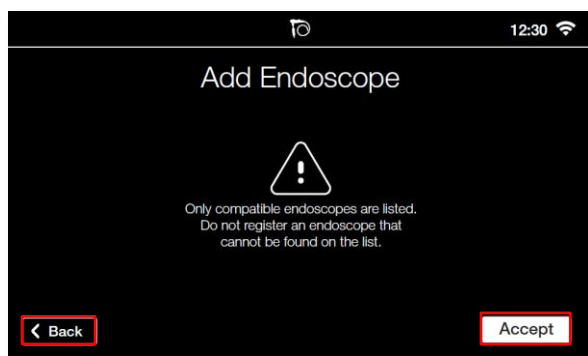 12:30
Add Endoscope
Only compatible endoscopes are listed.
Do not register an endoscope that
cannot be found on the list.
Back
Accept